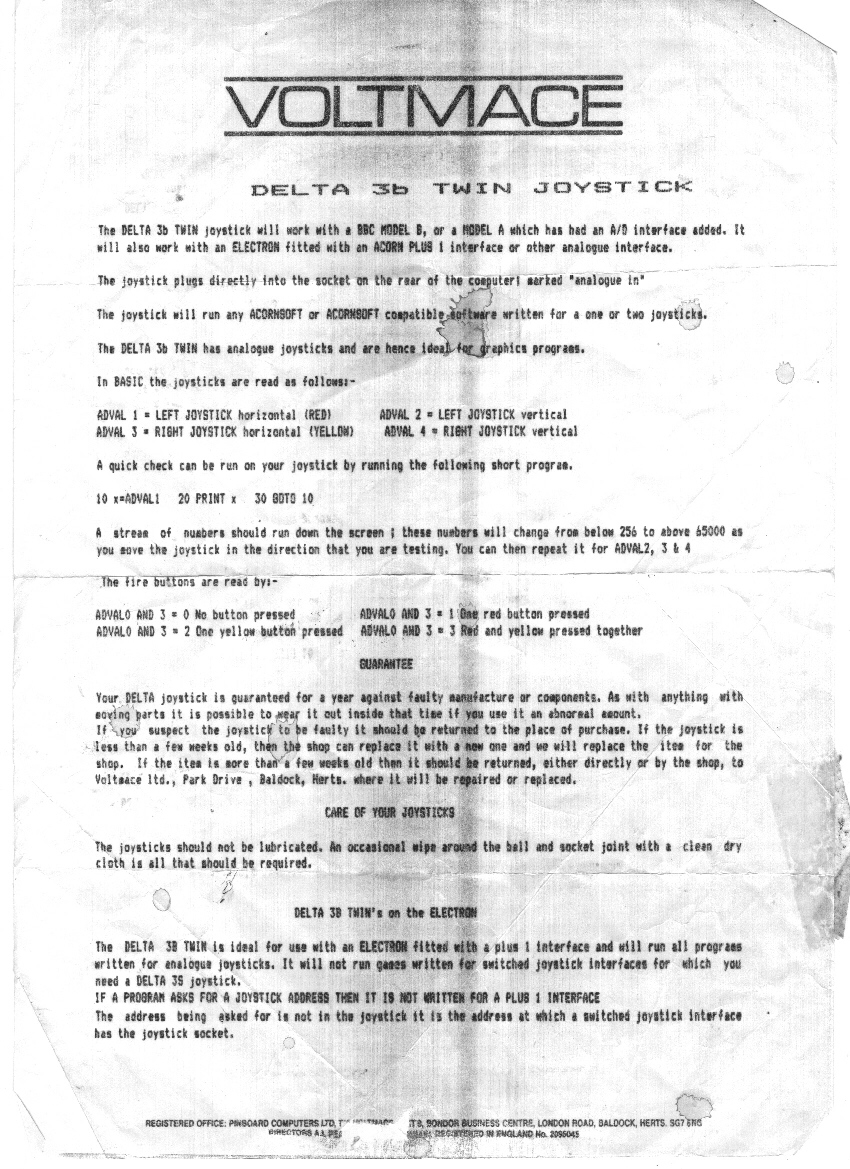 VOLTMACE
DELTA 3b TWIN JOYSTICK
The DELTA 3b TWIN joystick will work with a BBC MODEL B, or a MODEL A which has had an A/D interface added. It
will also work with an ELECTRON fitted with an ACORN PLUS 1 interface or other analogue interface.
The joystick plugs directly into the socket on the rear of the computer; marked "analogue in"
The joystick will run any ACORNSOFT or ACORNSOFT compatible software written for a one or two joysticks.
The DELTA 3b TWIN has analogue joysticks and are hence ideal for graphics programs.
In BASIC the joysticks are read as follows:-
ADVAL 1 = LEFT JOYSTICK horizontal (RED) ADVAL 2 = LEFT JOYSTICK vertical
ADVAL 3 = RIGHT JOYSTICK horizontal (YELLOW) ADVAL 4 = RIGHT JOYSTICK vertical
A quick check can be run on your joystick by running the following short program.
10 x=ADVAL1 20 PRINT x 30 GOTO 10
A stream of numbers should run down the screen ; these numbers will change from below 256 to above 65000 as
you move the joystick in the direction that you are testing. You can then repeat it for ADVAL2, 3 & 4
The fire buttons are read by:-
ADVAL0 AND 3 = 0 No button pressed ADVAL0 AND 3 = 1 One red button pressed
ADVAL0 AND 3 = 2 One yellow button pressed ADVAL0 AND 3 = 3 Red and yellow pressed together
GUARANTEE
Your DELTA joystick is guaranteed for a year against faulty manufacture or components. As with anything with
moving parts it is possible to wear it out inside that time if you use it an abnormal amount.
If you suspect the joystick to be faulty it should be returned to the place of purchase. If the joystick is
less than a few weeks old, then the shop can replace it with a new one and we will replace the item for the
shop. If the item is more than a few weeks old then it should be returned, either directly or by the shop, to
Voltmace ltd., Park Drive , Baldock, Herts. where it will be repaired or replaced.
CARE OF YOUR JOYSTICKS
The joysticks should not be lubricated. An occasional wipe around the ball and socket joint with a clean dry
cloth is all that should be required.
DELTA 3B TWIN's on the ELECTRON
The DELTA 3B TWIN is ideal for use with an ELECTRON fitted with a plus 1 interface and will run all programs
written for analogue joysticks. It will not run games written for switched joystick interfaces for which you
need a DELTA 3S joystick.
IF A PROGRAM ASKS FOR A JOYSTICK ADDRESS THEN IT IS NOT WRITTEN FOR A PLUS 1 INTERFACE
The address being asked for is not in the joystick it is the address at which a switched joystick interface
has the joystick socket.
REGISTERED OFFICE: PINBOARD COMPUTERS LTD, VOLTMACE, BONDOR BUSINESS CENTRE, LONDON ROAD, BALDOCK, HERTS. SG7 6NG
DIRECTORS REGISTERED IN ENGLAND No. 2095045